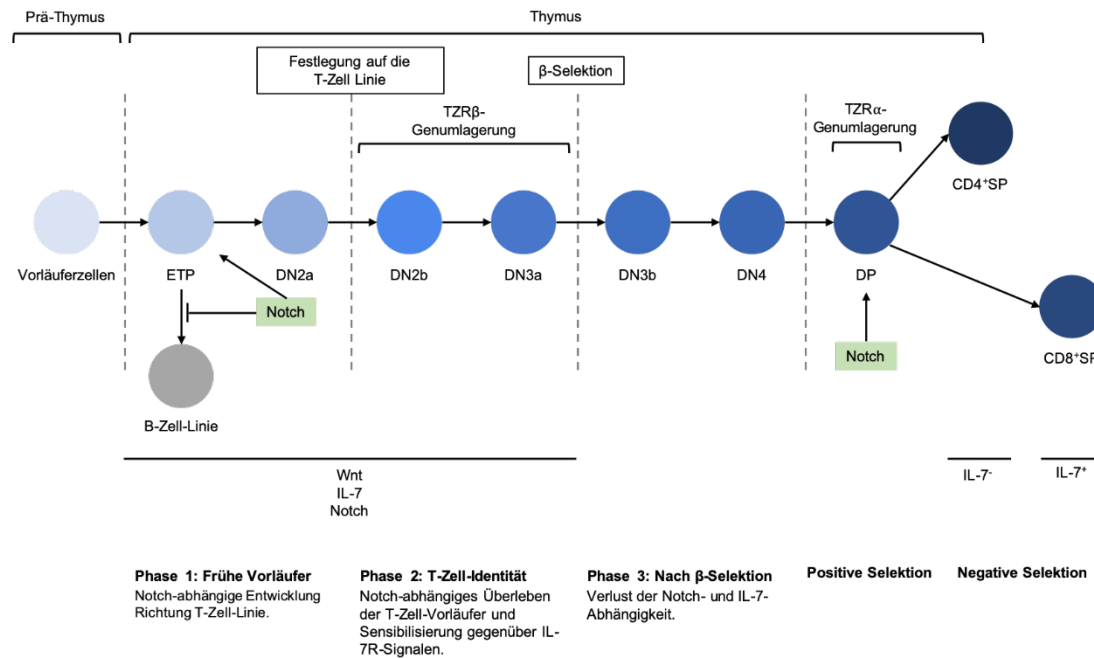 Prä-Thymus
Thymus
Festlegung auf die
T-Zell Linie
β-Selektion
TZRβ-
Genumlagerung
TZRα-
Genumlagerung
CD4⁺SP
Vorläuferzellen
ETP
DN2a
DN2b
DN3a
DN3b
DN4
DP
Notch
Notch
CD8⁺SP
B-Zell-Linie
Wnt
IL-7
Notch
IL-7⁻
IL-7⁺
Phase 1: Frühe Vorläufer
Notch-abhängige Entwicklung
Richtung T-Zell-Linie.
Phase 2: T-Zell-Identität
Notch-abhängiges Überleben
der T-Zell-Vorläufer und
Sensibilisierung gegenüber IL-
7R-Signalen.
Phase 3: Nach β-Selektion
Verlust der Notch- und IL-7-
Abhängigkeit.
Positive Selektion
Negative Selektion